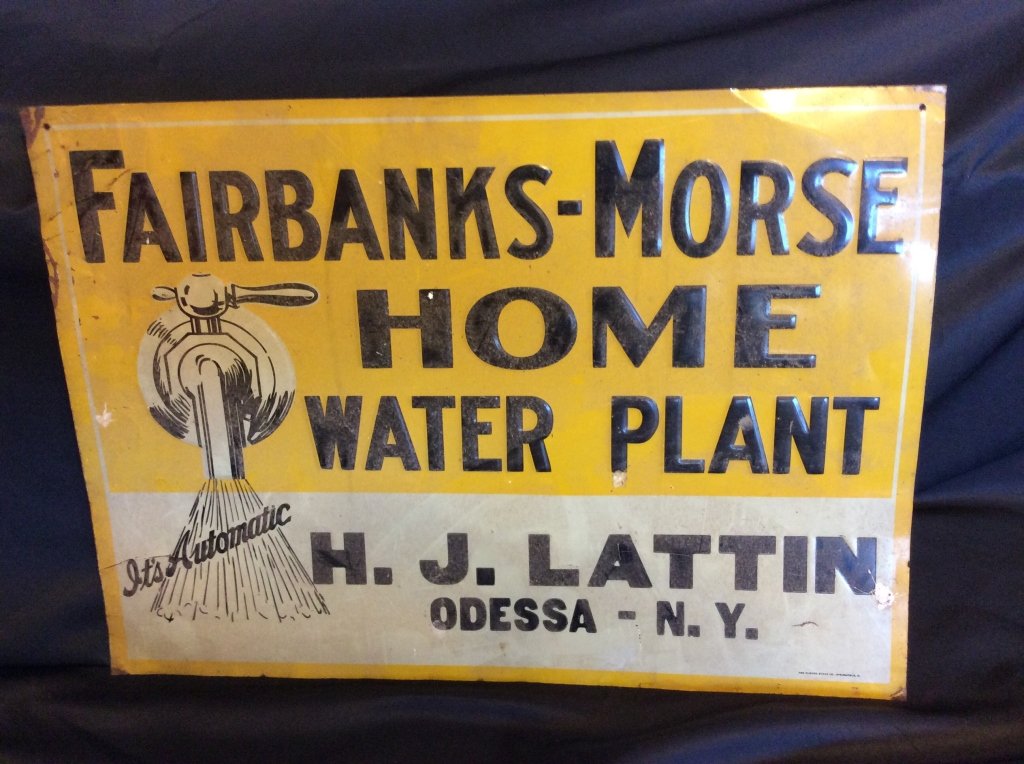 FAIRBANKS-MORSE
HOME
WATER PLANT
It's Automatic
H. J. LATTIN
ODESSA - N. Y.